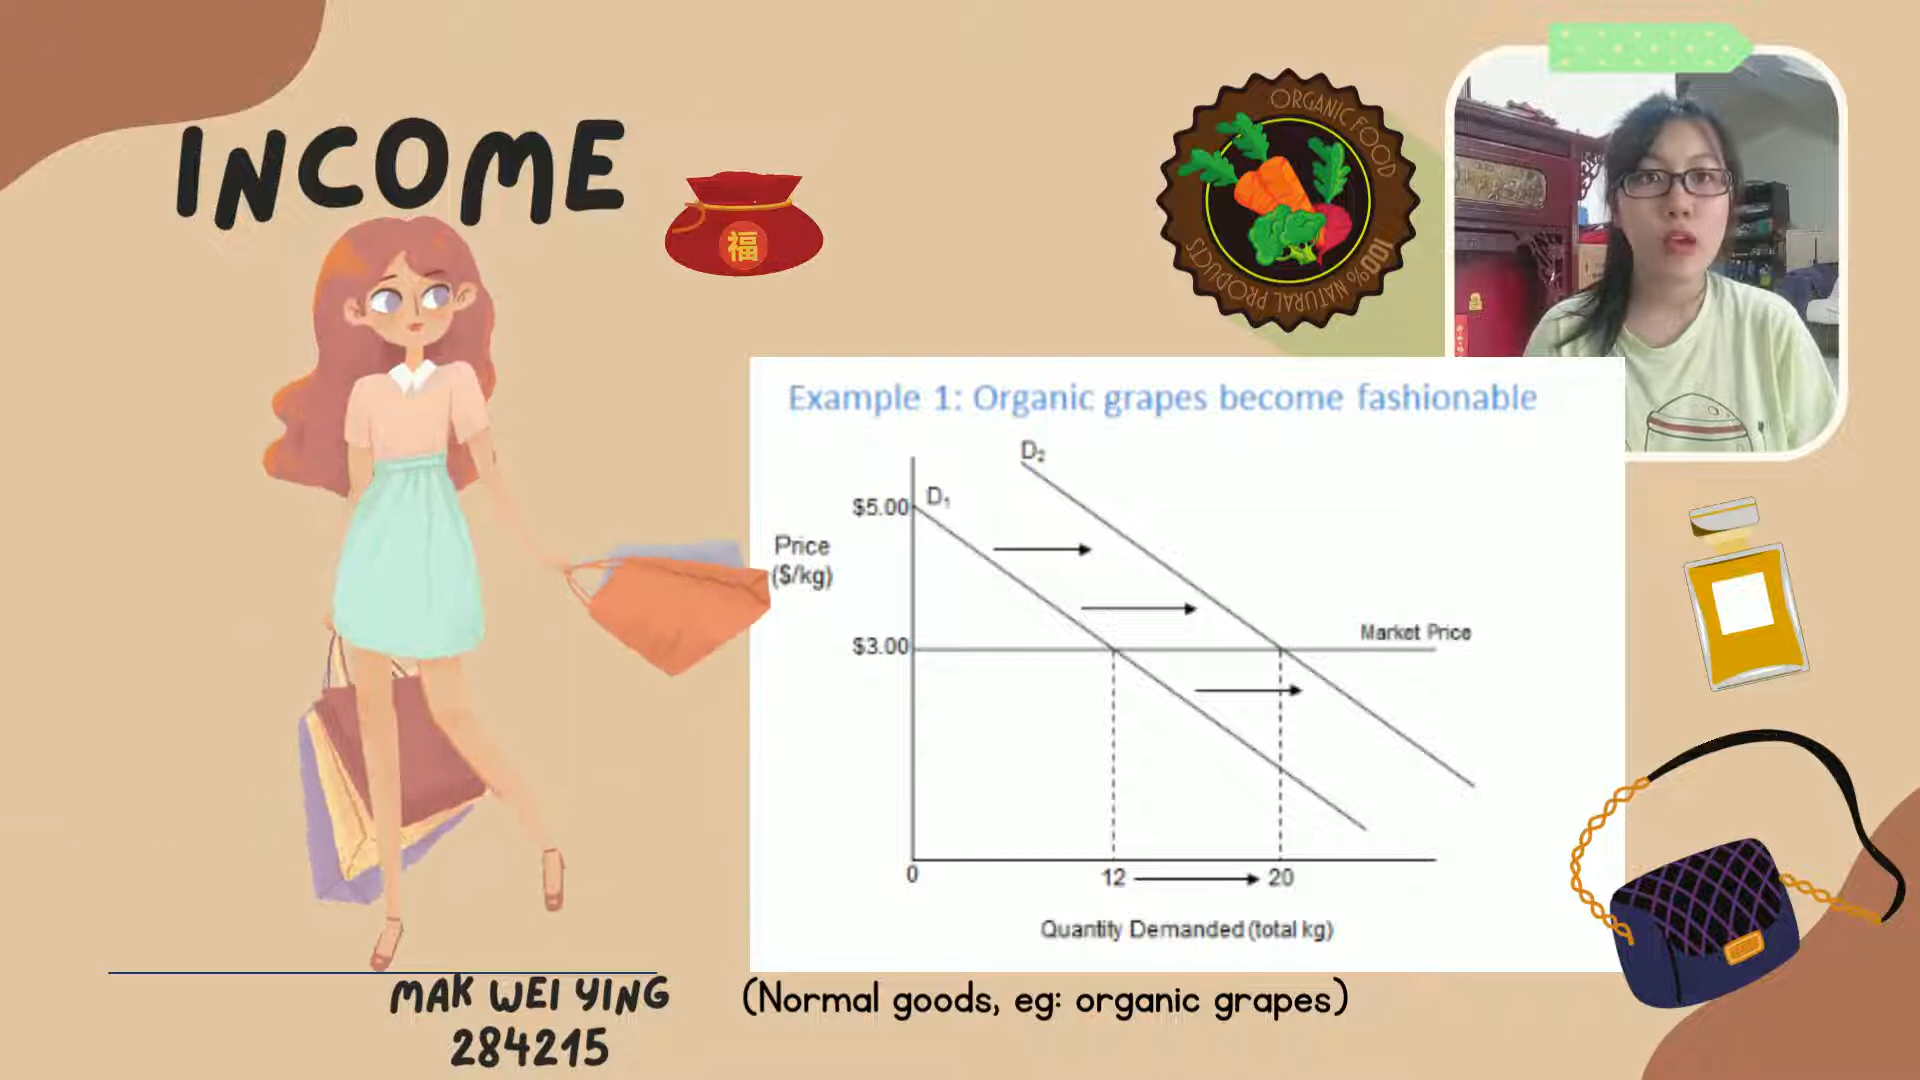 INCOME
福
ORGANIC FOOD
100% NATURAL PRODUCTS
Example 1: Organic grapes become fashionable
D₂
D₁
$5.00
Price
($/kg)
Market Price
$3.00
0
12
20
Quantity Demanded (total kg)
MAK WEI YING
284215
(Normal goods, eg: organic grapes)